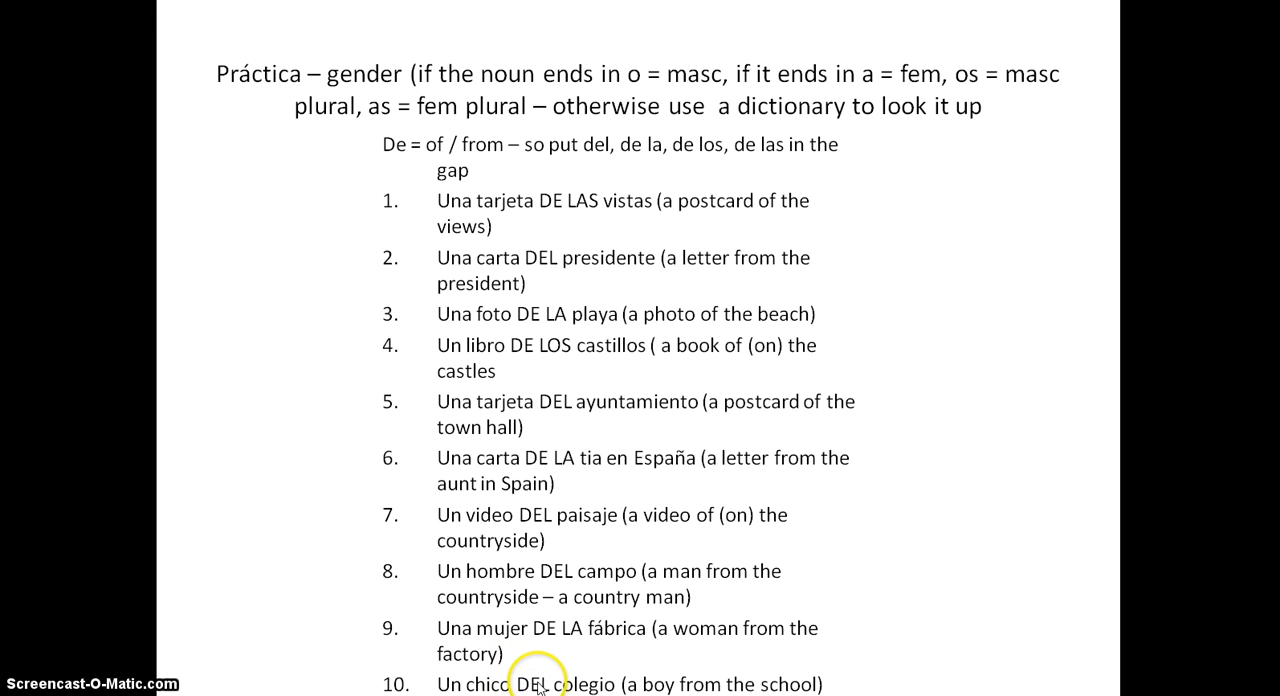 Práctica – gender (if the noun ends in o = masc, if it ends in a = fem, os = masc
plural, as = fem plural – otherwise use a dictionary to look it up
De = of / from – so put del, de la, de los, de las in the
gap
1. Una tarjeta DE LAS vistas (a postcard of the
views)
2. Una carta DEL presidente (a letter from the
president)
3. Una foto DE LA playa (a photo of the beach)
4. Un libro DE LOS castillos ( a book of (on) the
castles
5. Una tarjeta DEL ayuntamiento (a postcard of the
town hall)
6. Una carta DE LA tia en España (a letter from the
aunt in Spain)
7. Un video DEL paisaje (a video of (on) the
countryside)
8. Un hombre DEL campo (a man from the
countryside – a country man)
9. Una mujer DE LA fábrica (a woman from the
factory)
10. Un chico DEL colegio (a boy from the school)
Screencast-O-Matic.com